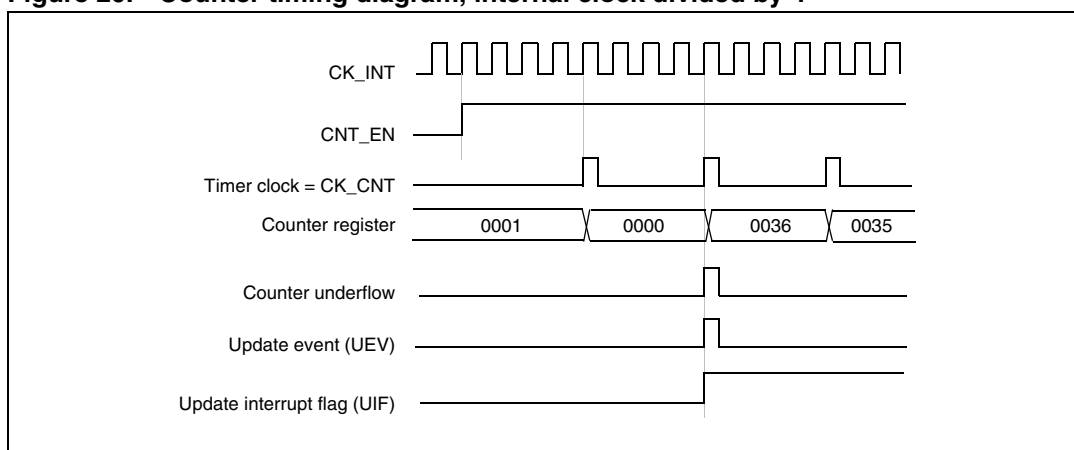 Figure 28. Counter timing diagram, internal clock divided by 4
CK_INT
CNT_EN
Timer clock = CK_CNT
Counter register
0001 0000 0036 0035
Counter underflow
Update event (UEV)
Update interrupt flag (UIF)